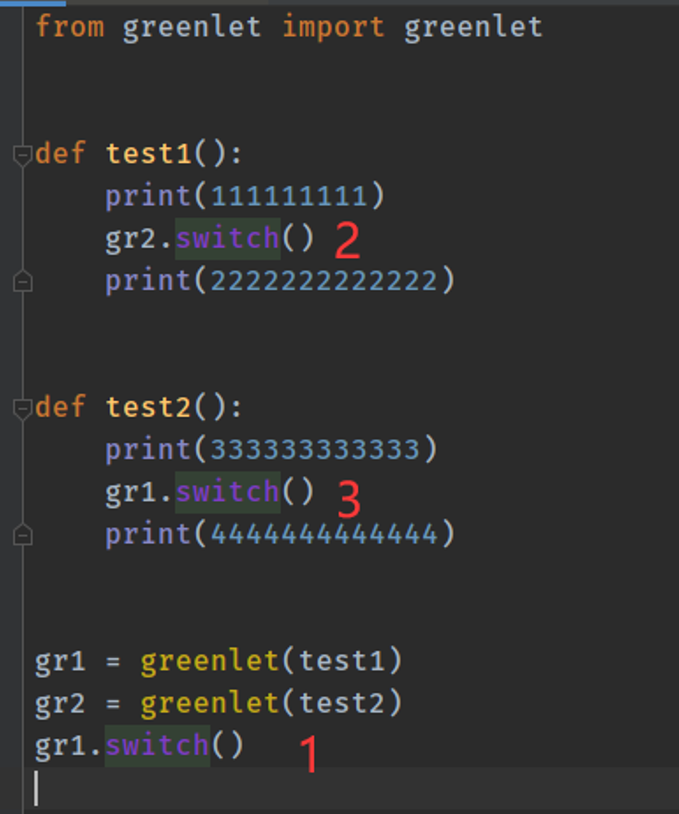 from greenlet import greenlet
def test1():
    print(111111111)
    gr2.switch() 2
    print(2222222222222)
def test2():
    print(333333333333)
    gr1.switch() 3
    print(4444444444444)
gr1 = greenlet(test1)
gr2 = greenlet(test2)
gr1.switch() 1